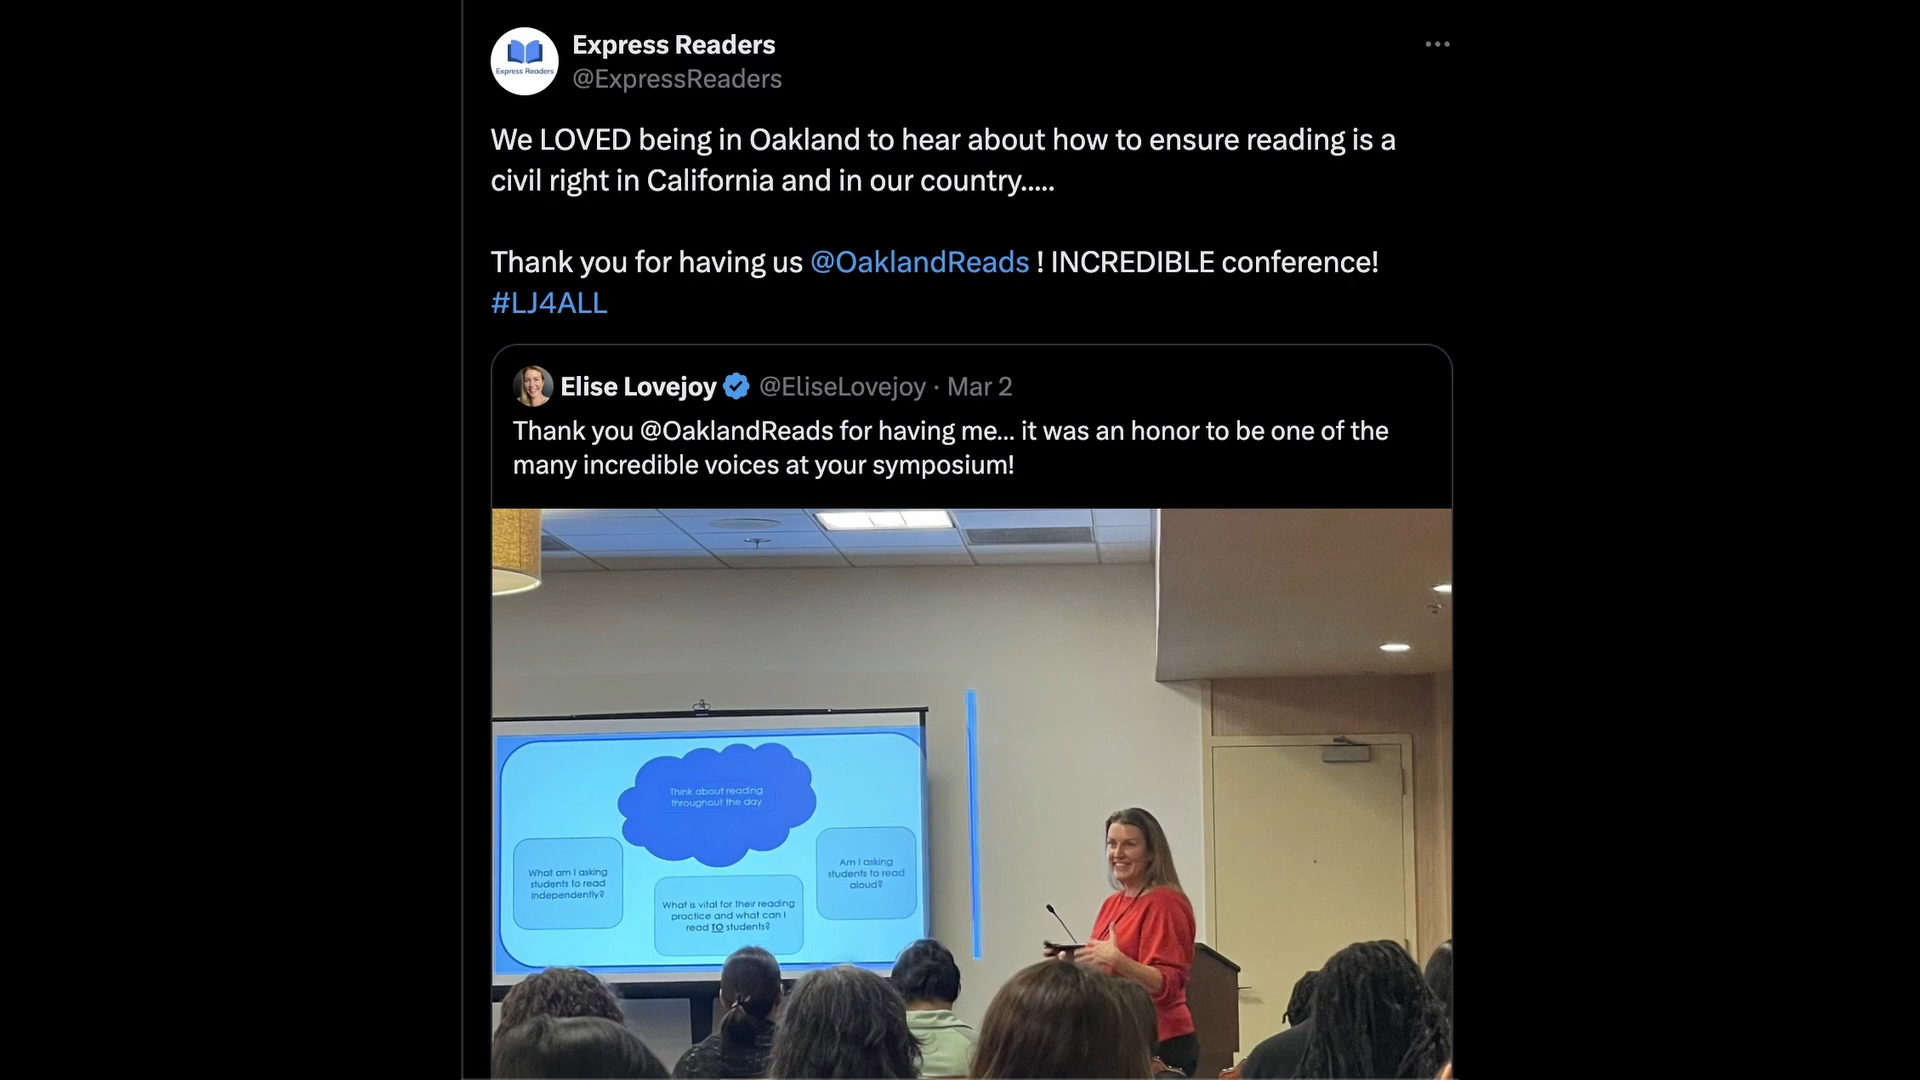 Express Readers
Express Readers
@ExpressReaders
We LOVED being in Oakland to hear about how to ensure reading is a
civil right in California and in our country.....
Thank you for having us @OaklandReads ! INCREDIBLE conference!
#LJ4ALL
Elise Lovejoy @EliseLovejoy · Mar 2
Thank you @OaklandReads for having me... it was an honor to be one of the
many incredible voices at your symposium!
Think about reading
througnout the day
What am I asking
students to read
independently?
What is vital for their reading
practice and what can I
read TO students?
Am I asking
students to read
aloud?